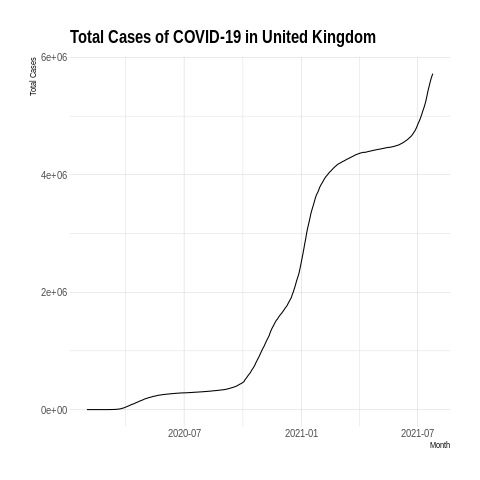 Total Cases of COVID-19 in United Kingdom
Total Cases
6e+06
4e+06
2e+06
0e+00
2020-07
2021-01
2021-07
Month